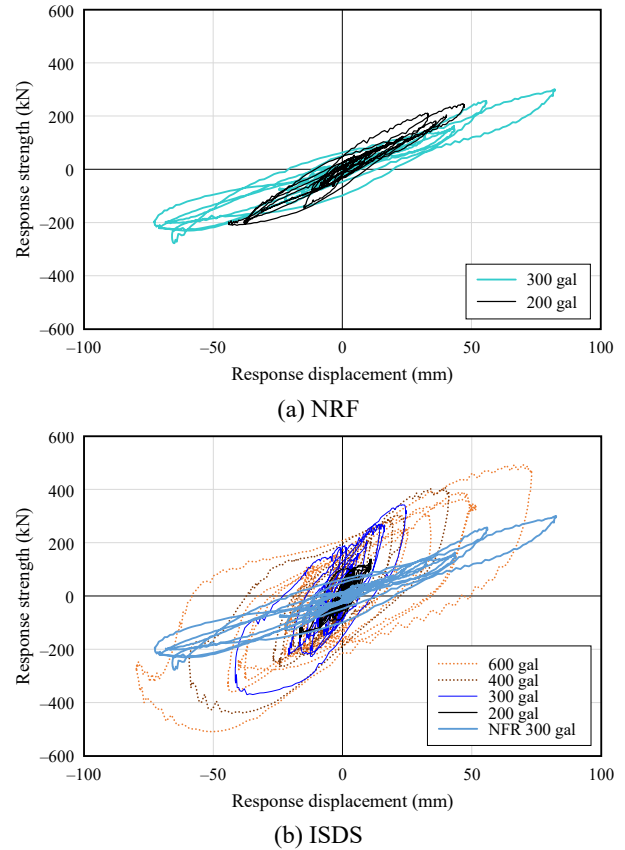 600
400
200
0
–200
–400
–600
Response strength (kN)
300 gal
200 gal
–100
–50
0
50
100
Response displacement (mm)
(a) NRF
600
400
200
0
–200
–400
–600
Response strength (kN)
600 gal
400 gal
300 gal
200 gal
NFR 300 gal
–100
–50
0
50
100
Response displacement (mm)
(b) ISDS